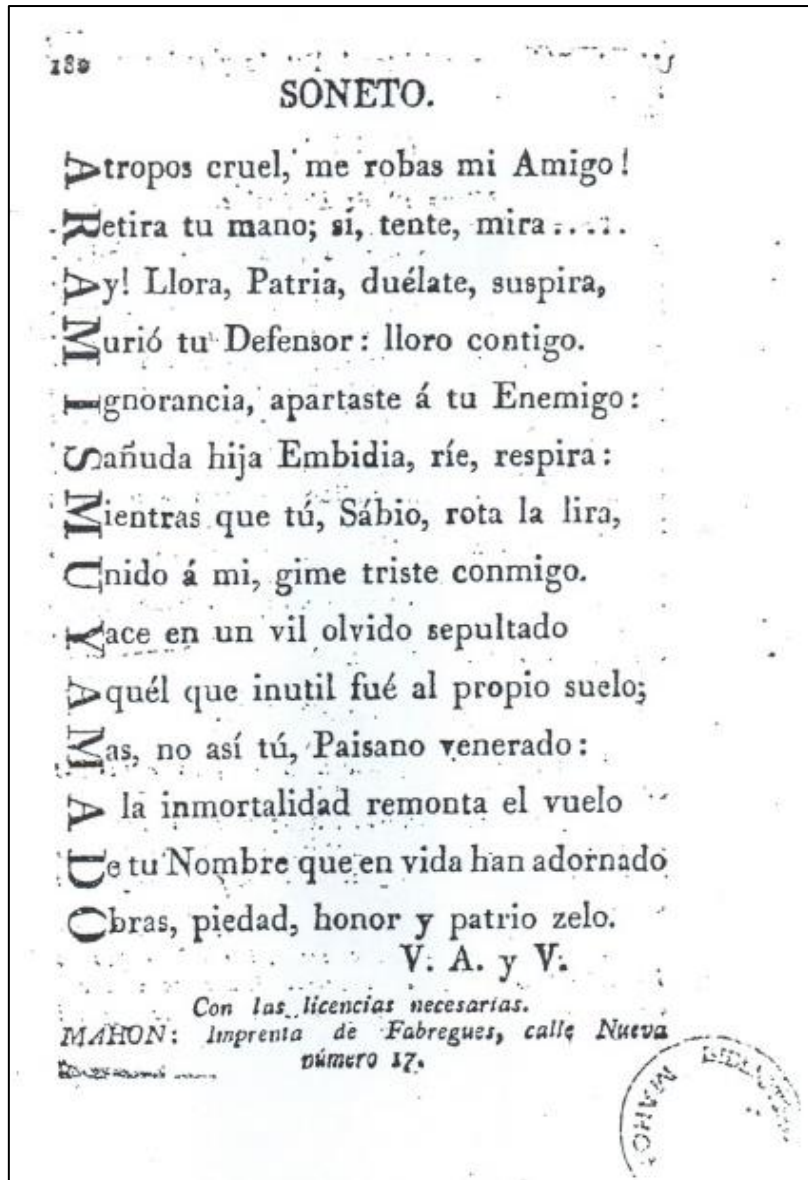 189
SONETO.
Atropos cruel, me robas mi Amigo!
Retira tu mano; sí, tente, mira.....
Ay! Llora, Patria, duélate, suspira,
Murió tu Defensor: lloro contigo.
Ignorancia, apartaste á tu Enemigo:
Sañuda hija Embidia, ríe, respira:
Mientras que tú, Sábio, rota la lira,
Unido á mi, gime triste conmigo.
Yace en un vil olvido sepultado
Aquél que inutil fué al propio suelo;
Mas, no así tú, Paisano venerado:
A la inmortalidad remonta el vuelo
De tu Nombre que en vida han adornado
Obras, piedad, honor y patrio zelo.
V. A. y V.
Con las licencias necesarias.
MAHON: Imprenta de Fabregues, calle Nueva
número 17.